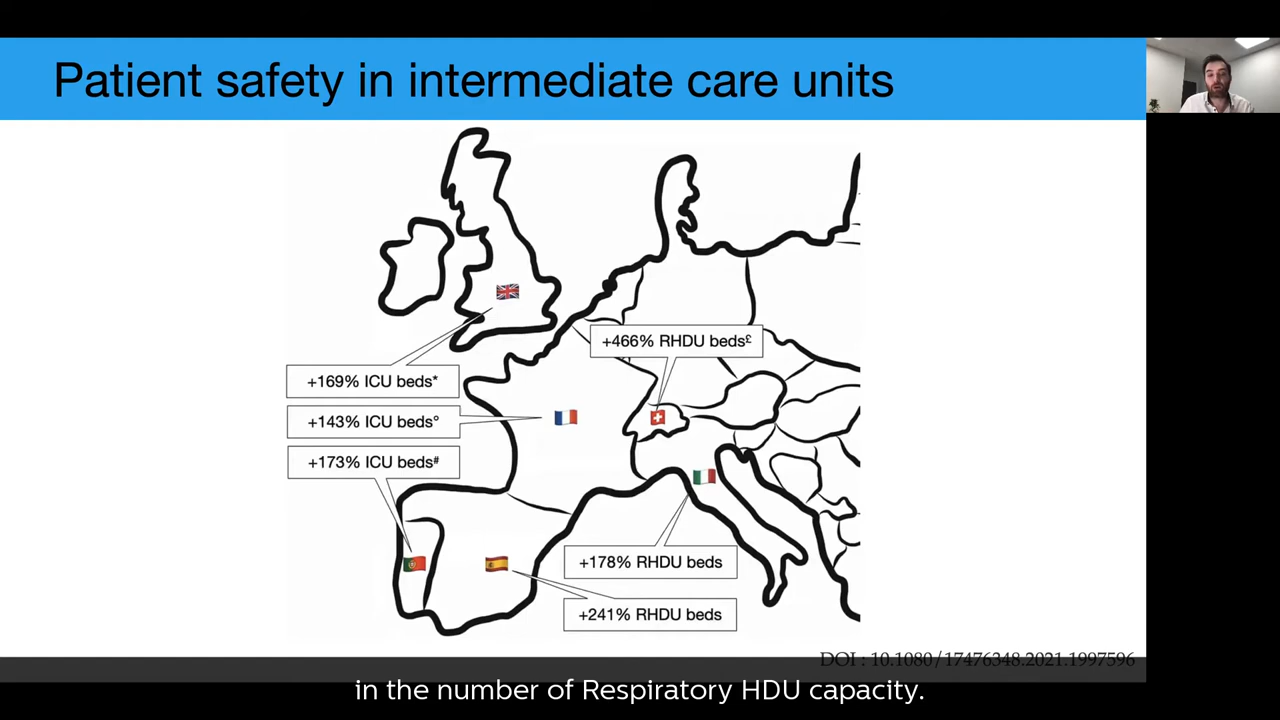 Patient safety in intermediate care units
+466% RHDU beds£
+169% ICU beds*
+143% ICU beds°
+173% ICU beds#
+178% RHDU beds
+241% RHDU beds
DOI : 10.1080/17476348.2021.1997596
in the number of Respiratory HDU capacity.